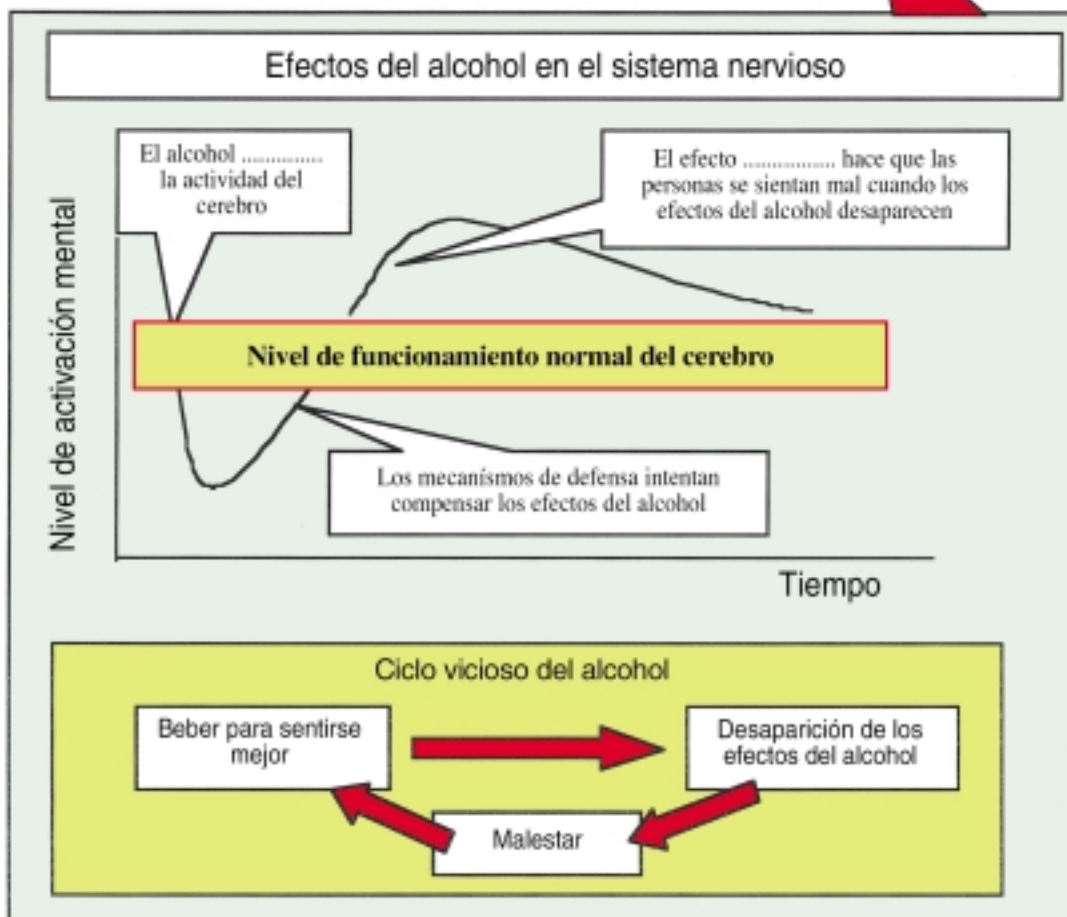 Efectos del alcohol en el sistema nervioso
El alcohol ...............
la actividad del
cerebro
El efecto ................. hace que las
personas se sientan mal cuando los
efectos del alcohol desaparecen
Nivel de activación mental
Nivel de funcionamiento normal del cerebro
Los mecanísmos de defensa intentan
compensar los efectos del alcohol
Tiempo
Ciclo vicioso del alcohol
Beber para sentirse
mejor
Desaparición de los
efectos del alcohol
Malestar